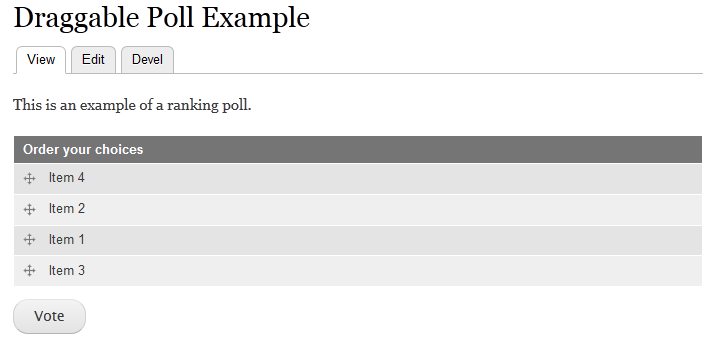 Draggable Poll Example
View Edit Devel
This is an example of a ranking poll.
Order your choices
Item 4
Item 2
Item 1
Item 3
Vote